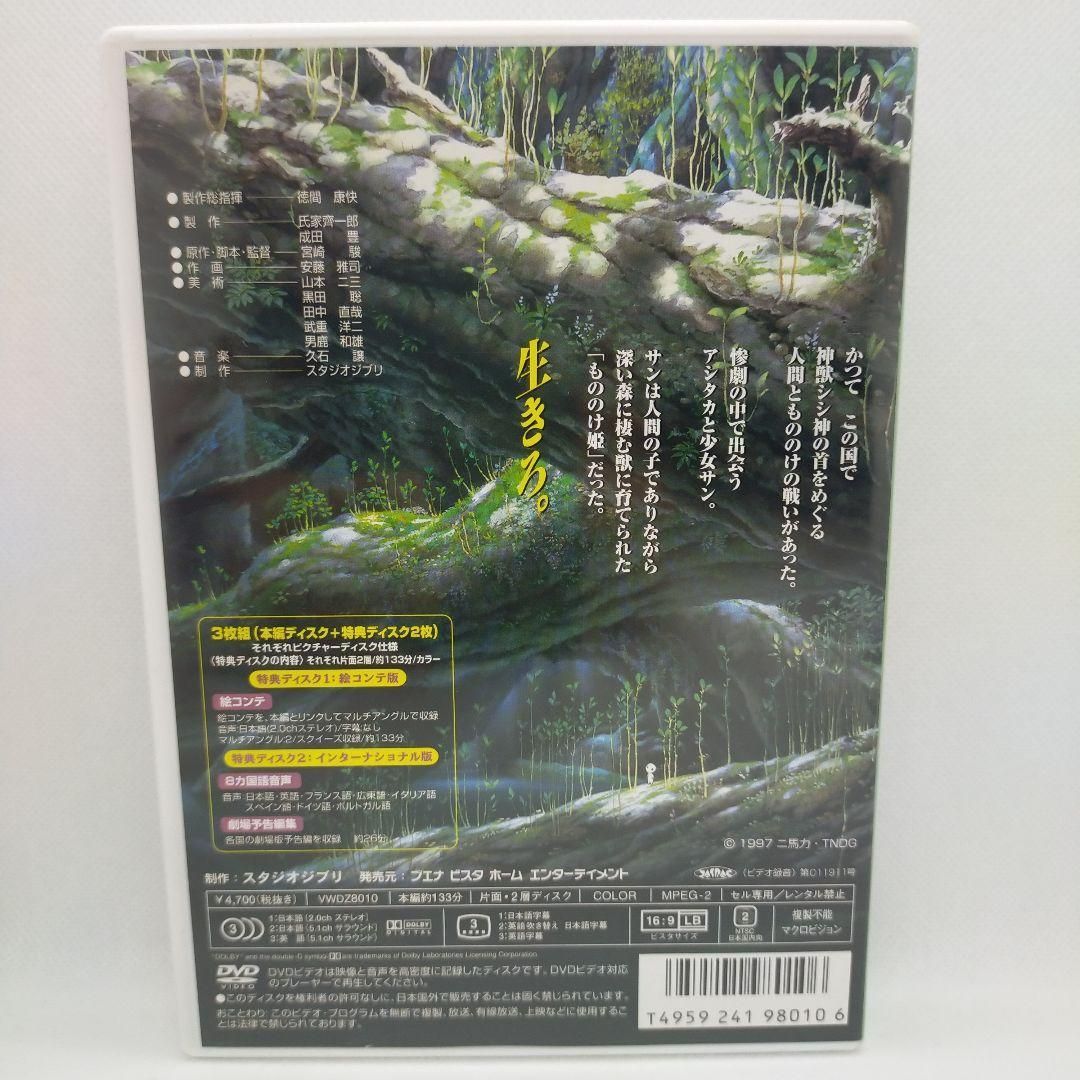 ●製作総指揮――徳間 康快
●製 作――氏家齊一郎
成田 豊
●原作・脚本・監督――宮崎 駿
●作 画――安藤 雅司
●美 術――山本 二三
黒田 聡
田中 直哉
武重 洋二
男鹿 和雄
●音 楽――久石 譲
●制 作――スタジオジブリ
かつて この国で
神獣シシ神の首をめぐる
人間ともののけの戦いがあった。
惨劇の中で出会う
アシタカと少女サン。
サンは人間の子でありながら
深い森に棲む獣に育てられた
「もののけ姫」だった。
生きろ。
3枚組(本編ディスク+特典ディスク2枚)
それぞれピクチャーディスク仕様
〈特典ディスクの内容〉それぞれ片面2層/約133分/カラー
特典ディスク1:絵コンテ版
絵コンテ
絵コンテを、本編とリンクしてマルチアングルで収録
音声:日本語(2.0chステレオ)/字幕:なし
マルチアングル:2/スクイーズ収録/約133分
特典ディスク2:インターナショナル版
8カ国語音声
音声:日本語・英語・フランス語・広東語・イタリア語
スペイン語・ドイツ語・ポルトガル語
劇場予告編集
各国の劇場版予告編を収録 約26分
© 1997 二馬力・TNDG
制作:スタジオジブリ 発売元:ブエナ ビスタ ホーム エンターテイメント
(ビデオ録音)第C11911号
¥4,700(税抜き) VWDZ8010 本編約133分 片面・2層ディスク COLOR MPEG-2 セル専用/レンタル禁止
3 1:日本語(2.0ch ステレオ)
2:日本語(5.1ch サラウンド)
3:英 語(5.1ch サラウンド)
DOLBY DIGITAL
3 1:日本語字幕
2:英語吹き替え 日本語字幕
3:英語字幕
16:9 LB
ビスタサイズ
2
NTSC
日本国内向
複製不能
マクロビジョン
"DOLBY" and the double-D symbol are trademarks of Dolby Laboratories Licensing Corporation.
DVD VIDEO
DVDビデオは映像と音声を高密度に記録したディスクです。DVDビデオ対応
のプレーヤーで再生してください。
●このディスクを権利者の許可なしに、日本国外で販売することは固く禁じられています。
おことわり:このビデオ・プログラムを無断で複製、放送、有線放送、上映などに使用するこ
とは法律で禁じられております。
T4959 241 98010 6